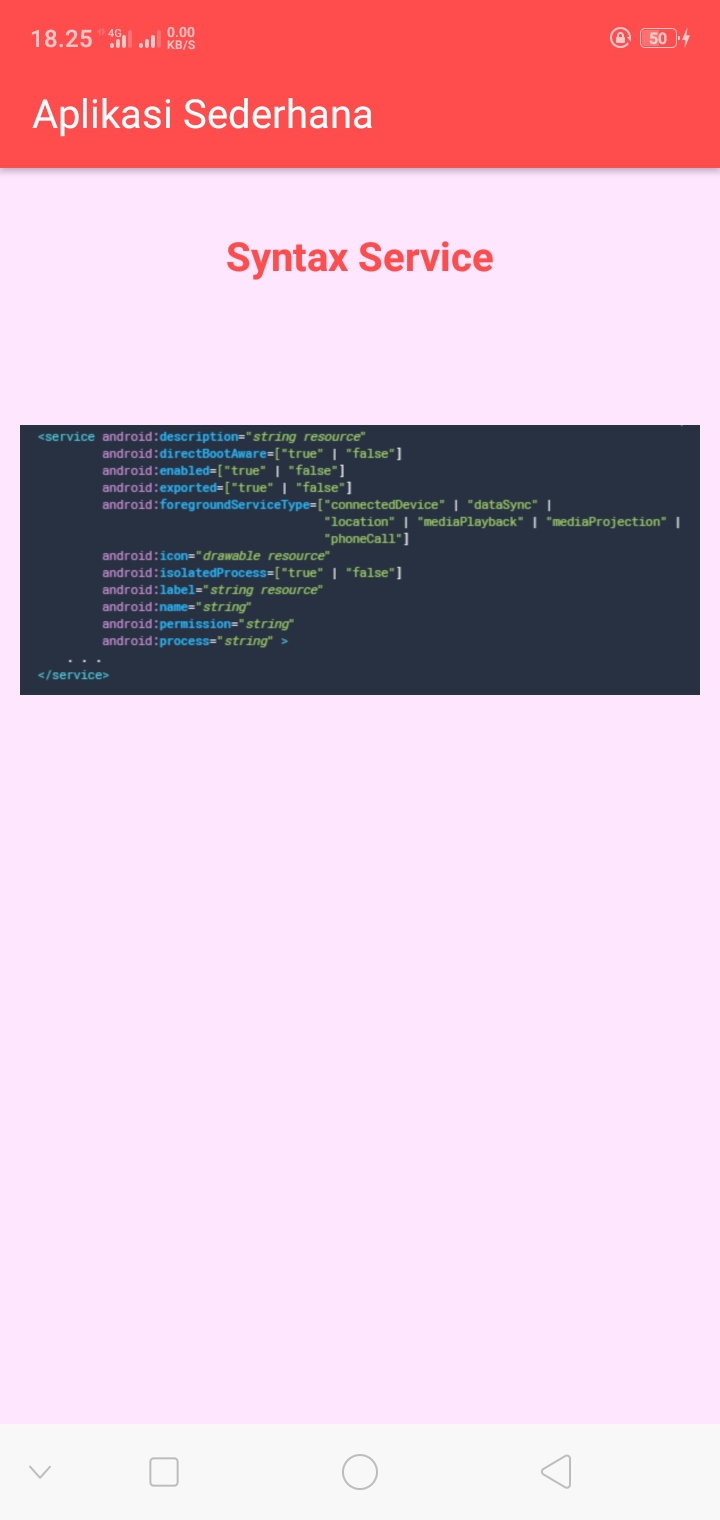 18.25 4G 0.00 KB/S 50
Aplikasi Sederhana
Syntax Service
<service android:description="string resource"
android:directBootAware=["true" | "false"]
android:enabled=["true" | "false"]
android:exported=["true" | "false"]
android:foregroundServiceType=["connectedDevice" | "dataSync" |
"location" | "mediaPlayback" | "mediaProjection" |
"phoneCall"]
android:icon="drawable resource"
android:isolatedProcess=["true" | "false"]
android:label="string resource"
android:name="string"
android:permission="string"
android:process="string" >
. . .
</service>